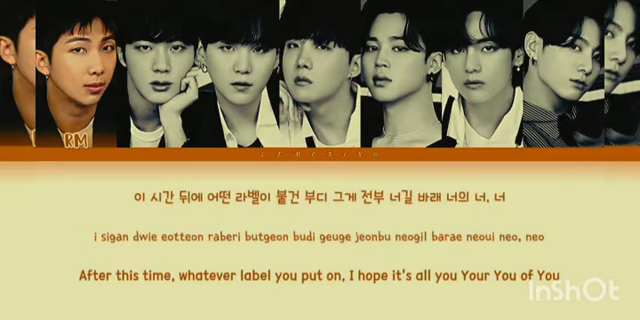 RM
이 시간 뒤에 어떤 라벨이 붙건 부디 그게 전부 너길 바래 너의 너, 너
i sigan dwie eotteon raberi butgeon budi geuge jeonbu neogil barae neoui neo, neo
After this time, whatever label you put on, I hope it's all you Your You of You
InShOt